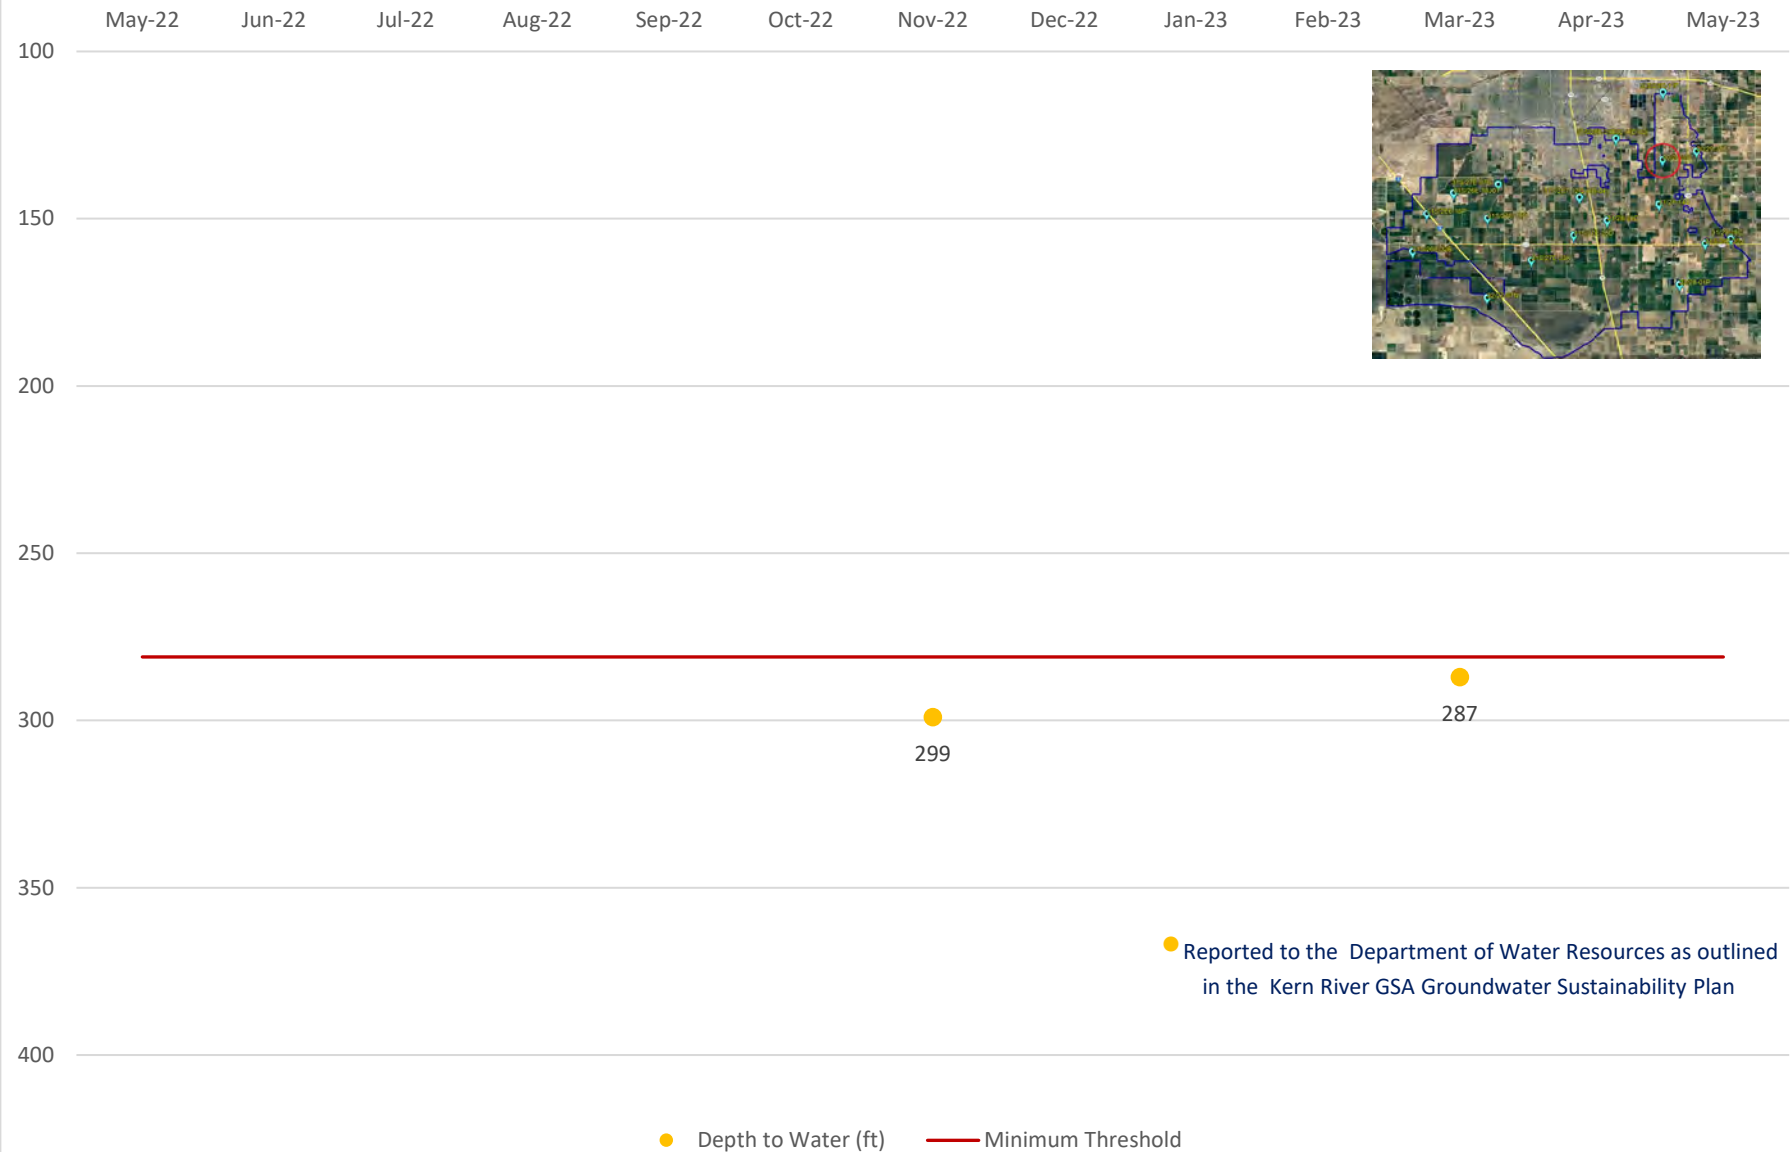 May-22 Jun-22 Jul-22 Aug-22 Sep-22 Oct-22 Nov-22 Dec-22 Jan-23 Feb-23 Mar-23 Apr-23 May-23
100
150
200
250
300
350
400
287
299
Reported to the Department of Water Resources as outlined
in the Kern River GSA Groundwater Sustainability Plan
Depth to Water (ft) Minimum Threshold